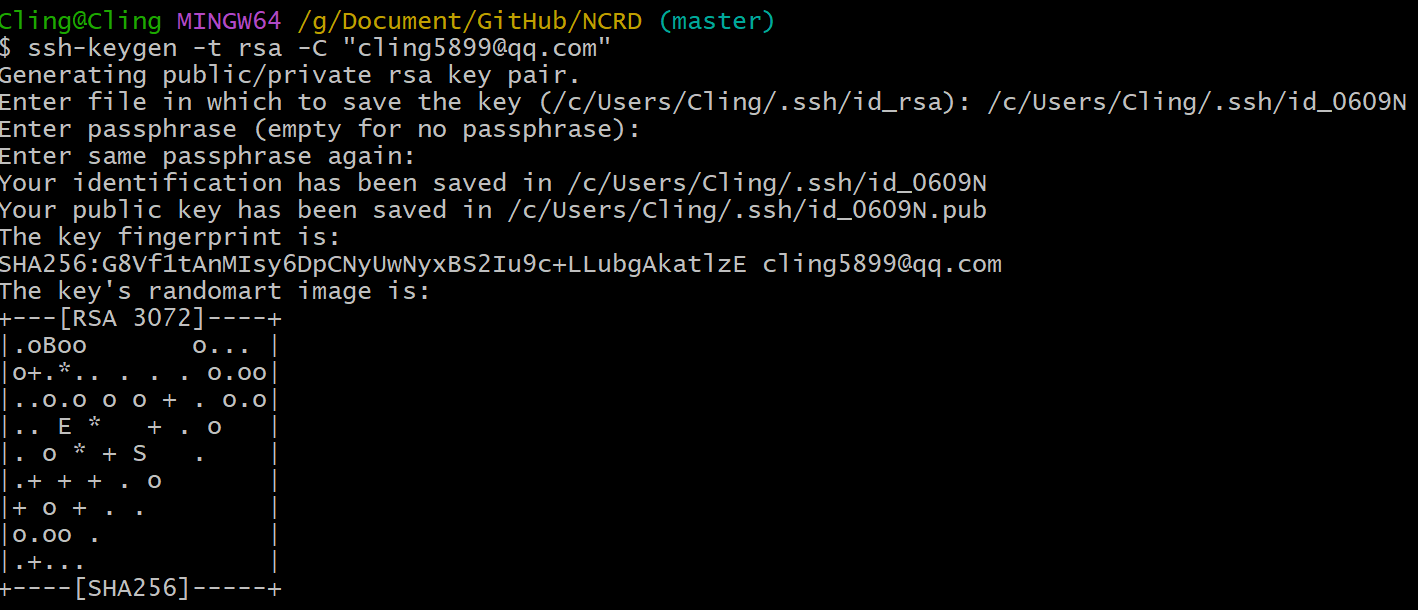 Cling@Cling MINGW64 /g/Document/GitHub/NCRD (master)
$ ssh-keygen -t rsa -C "cling5899@qq.com"
Generating public/private rsa key pair.
Enter file in which to save the key (/c/Users/Cling/.ssh/id_rsa): /c/Users/Cling/.ssh/id_0609N
Enter passphrase (empty for no passphrase):
Enter same passphrase again:
Your identification has been saved in /c/Users/Cling/.ssh/id_0609N
Your public key has been saved in /c/Users/Cling/.ssh/id_0609N.pub
The key fingerprint is:
SHA256:G8Vf1tAnMIsy6DpCNyUwNyxBS2Iu9c+LLubgAkatlzE cling5899@qq.com
The key's randomart image is:
+---[RSA 3072]----+
|.oBoo       o... |
|o+.*.. . . . o.oo|
|..o.o o o + . o.o|
|.. E *   + . o   |
|. o * + S   .    |
|.+ + + . o       |
|+ o + . .        |
|o.oo .           |
|.+...            |
+----[SHA256]-----+